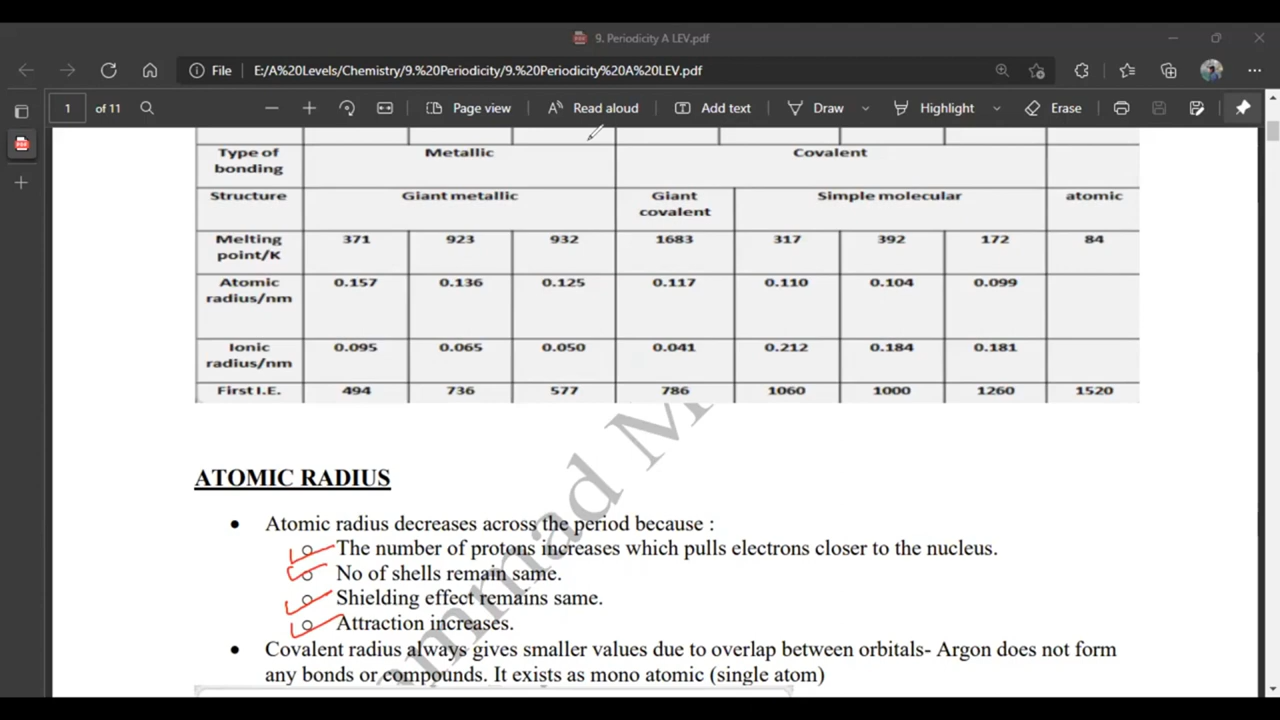 9. Periodicity A LEV.pdf
File E:/A%20Levels/Chemistry/9.%20Periodicity/9.%20Periodicity%20A%20LEV.pdf
1 of 11 Page view Read aloud Add text Draw Highlight Erase
Type of bonding Metallic Covalent
Structure Giant metallic Giant covalent Simple molecular atomic
Melting point/K 371 923 932 1683 317 392 172 84
Atomic radius/nm 0.157 0.136 0.125 0.117 0.110 0.104 0.099
Ionic radius/nm 0.095 0.065 0.050 0.041 0.212 0.184 0.181
First I.E. 494 736 577 786 1060 1000 1260 1520
ATOMIC RADIUS
• Atomic radius decreases across the period because :
o The number of protons increases which pulls electrons closer to the nucleus.
o No of shells remain same.
o Shielding effect remains same.
o Attraction increases.
• Covalent radius always gives smaller values due to overlap between orbitals- Argon does not form
any bonds or compounds. It exists as mono atomic (single atom)